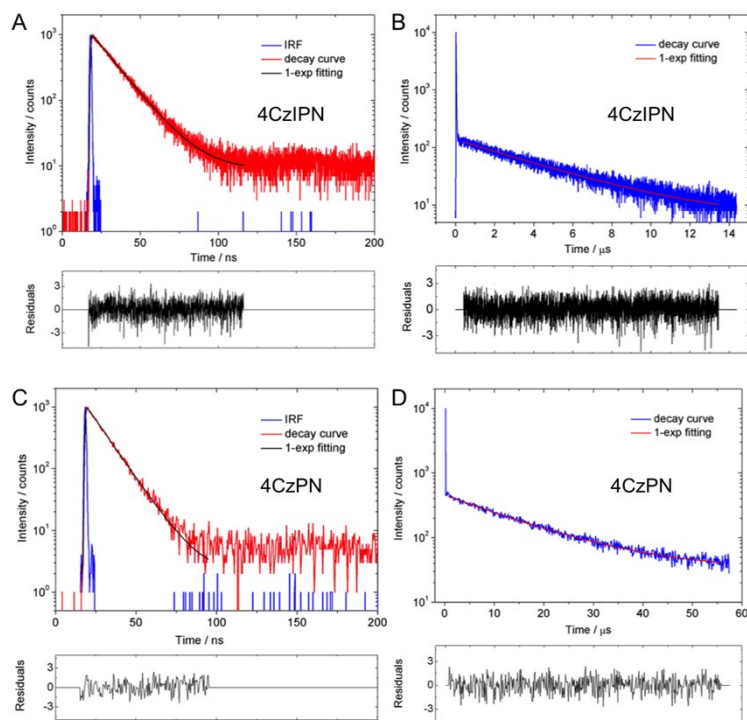 A
IRF
decay curve
1-exp fitting
4CzIPN
Intensity / counts
10³
10²
10¹
10⁰
0 50 100 150 200
Time / ns
Residuals
3
0
-3
B
decay curve
1-exp fitting
4CzIPN
Intensity / counts
10⁴
10³
10²
10¹
0 2 4 6 8 10 12 14
Time / μs
Residuals
3
0
-3
C
IRF
decay curve
1-exp fitting
4CzPN
Intensity / counts
10³
10²
10¹
10⁰
0 50 100 150 200
Time / ns
Residuals
3
0
-3
D
decay curve
1-exp fitting
4CzPN
Intensity / counts
10⁴
10³
10²
10¹
0 10 20 30 40 50 60
Time / μs
Residuals
3
0
-3